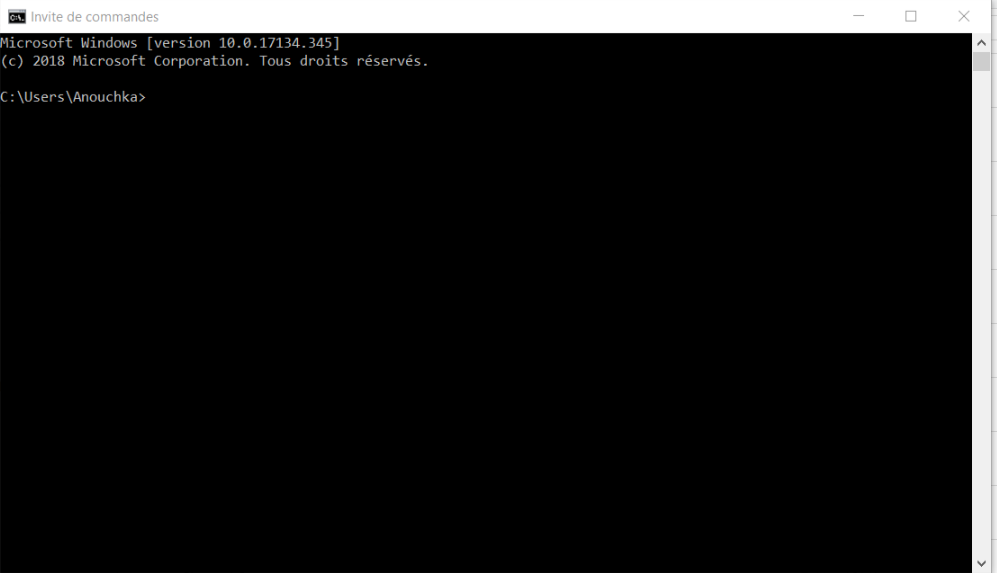 Invite de commandes
Microsoft Windows [version 10.0.17134.345]
(c) 2018 Microsoft Corporation. Tous droits réservés.
C:\Users\Anouchka>